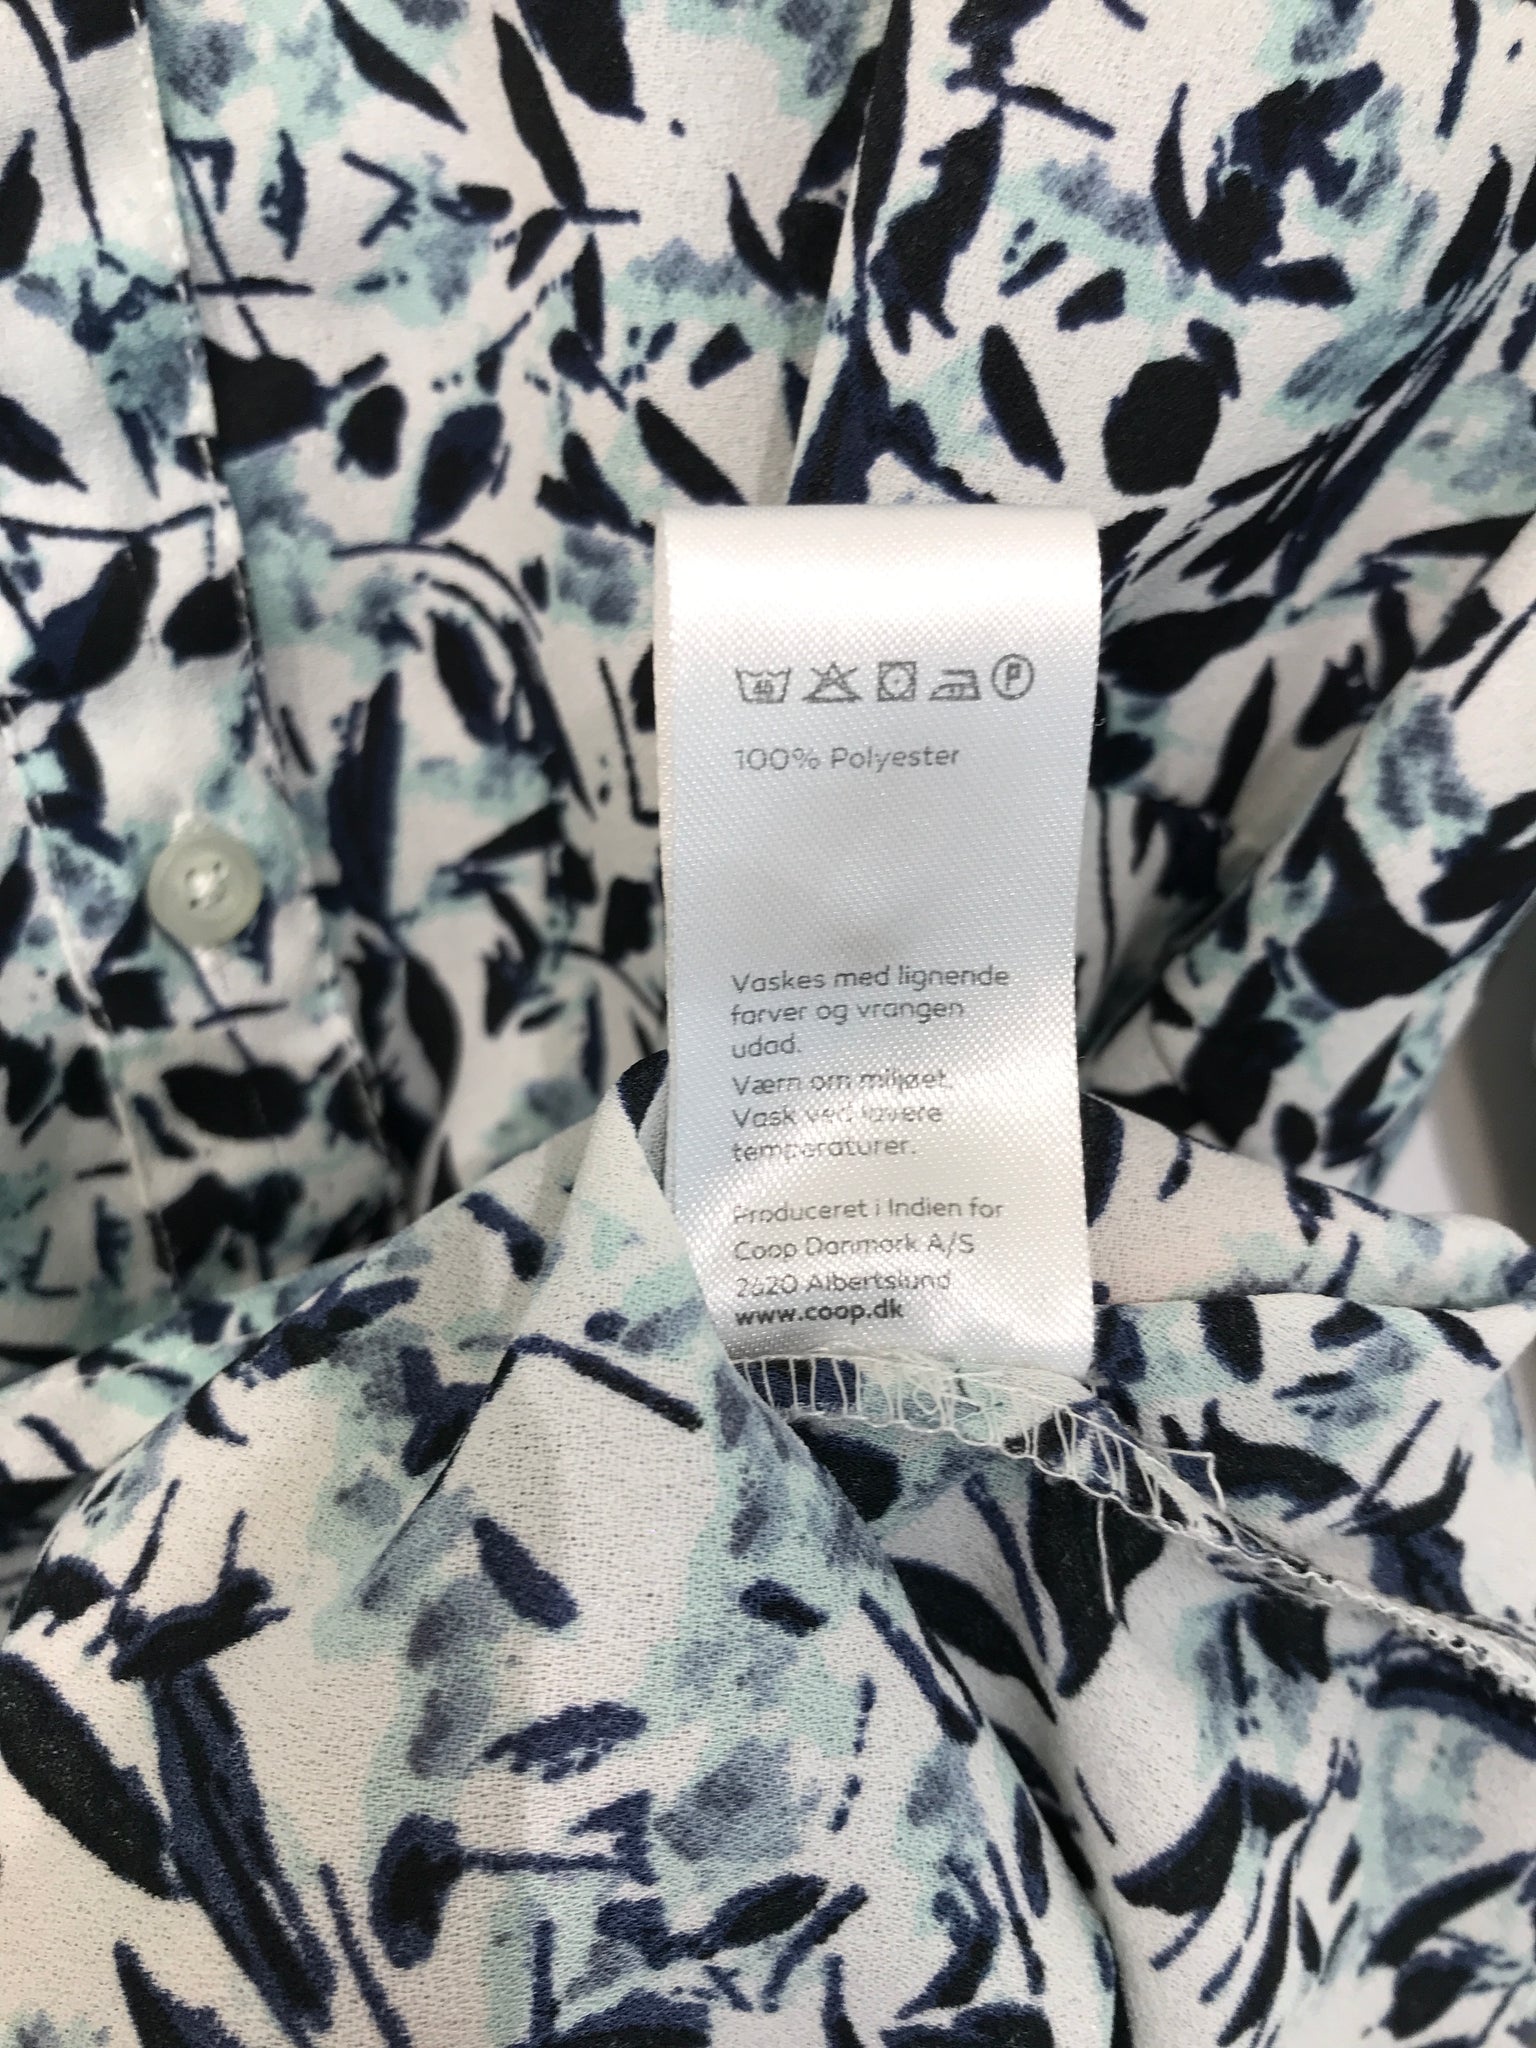 40 P
100% Polyester
Vaskes med lignende
farver og vrangen
udad.
Værn om miljøet.
Vask ved lavere
temperaturer.
Produceret i Indien for
Coop Danmark A/S
2620 Albertslund
www.coop.dk